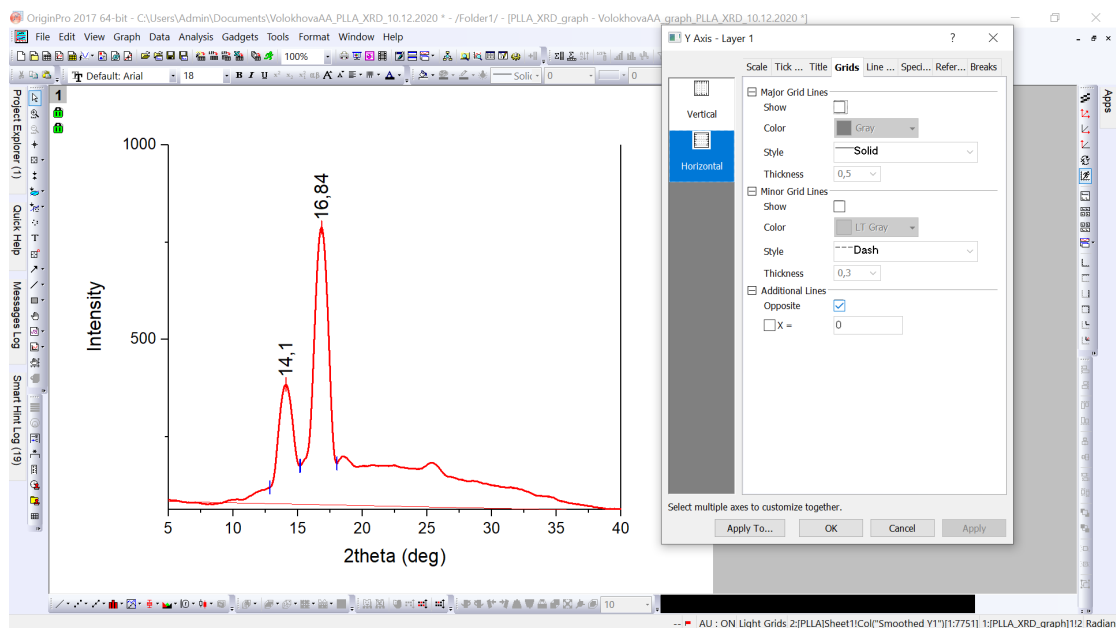 OriginPro 2017 64-bit - C:\Users\Admin\Documents\VolokhovaAA_PLLA_XRD_10.12.2020 * - /Folder1/ - [PLLA_XRD_graph - VolokhovaAA_graph_PLLA_XRD_10.12.2020 *]
File Edit View Graph Data Analysis Gadgets Tools Format Window Help
100%
Default: Arial 18 B I U Solid 0 0
Project Explorer (1)
Quick Help
Messages Log
Smart Hint Log (19)
Apps
1
1000
500
Intensity
14,1
16,84
5 10 15 20 25 30 35 40
2theta (deg)
Y Axis - Layer 1 ? ×
Scale Tick ... Title Grids Line ... Speci... Refer... Breaks
Vertical
Horizontal
Major Grid Lines
Show
Color Gray
Style Solid
Thickness 0,5
Minor Grid Lines
Show
Color LT Gray
Style Dash
Thickness 0,3
Additional Lines
Opposite
X = 0
Select multiple axes to customize together.
Apply To... OK Cancel Apply
10
-- AU : ON Light Grids 2:[PLLA]Sheet1!Col("Smoothed Y1")[1:7751] 1:[PLLA_XRD_graph]1!2 Radian